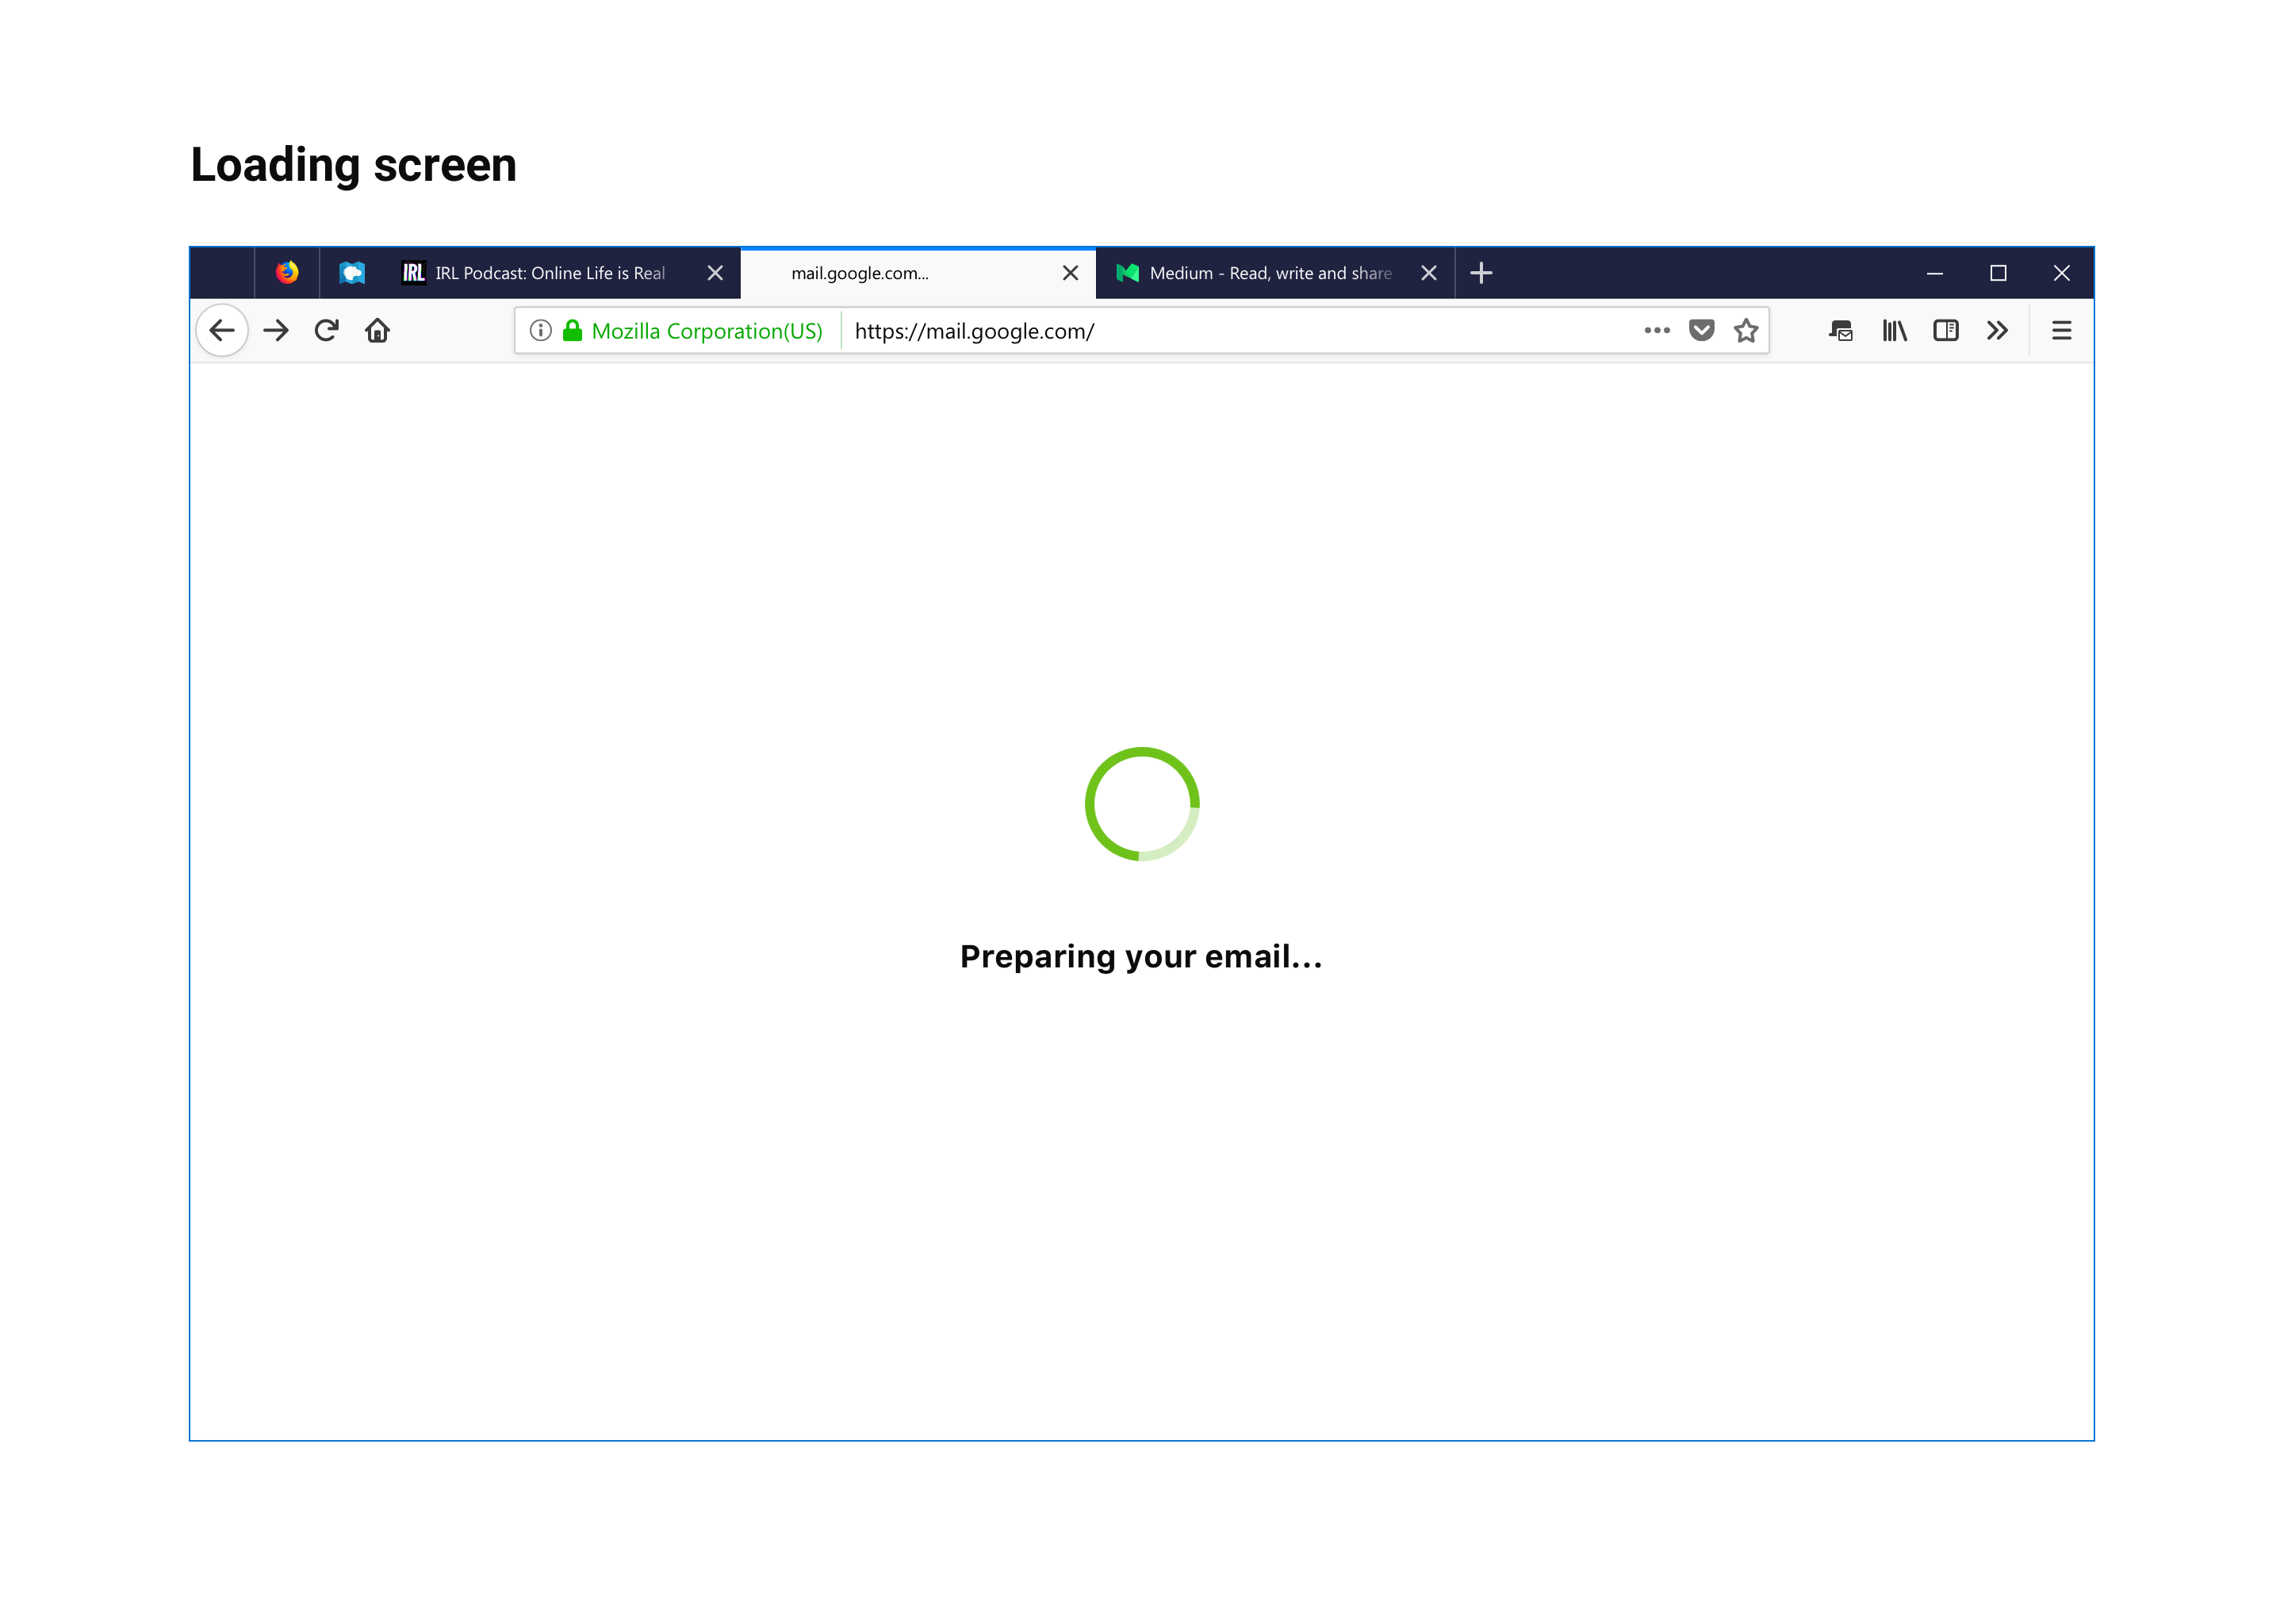 Loading screen
IRL IRL Podcast: Online Life is Real
mail.google.com...
Medium - Read, write and share
Mozilla Corporation(US)
https://mail.google.com/
Preparing your email...